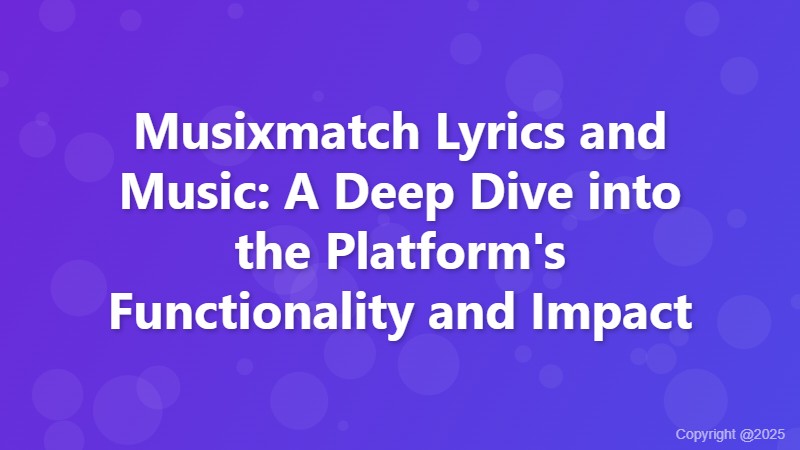 Musixmatch Lyrics and
Music: A Deep Dive into
the Platform's
Functionality and Impact
Copyright @2025